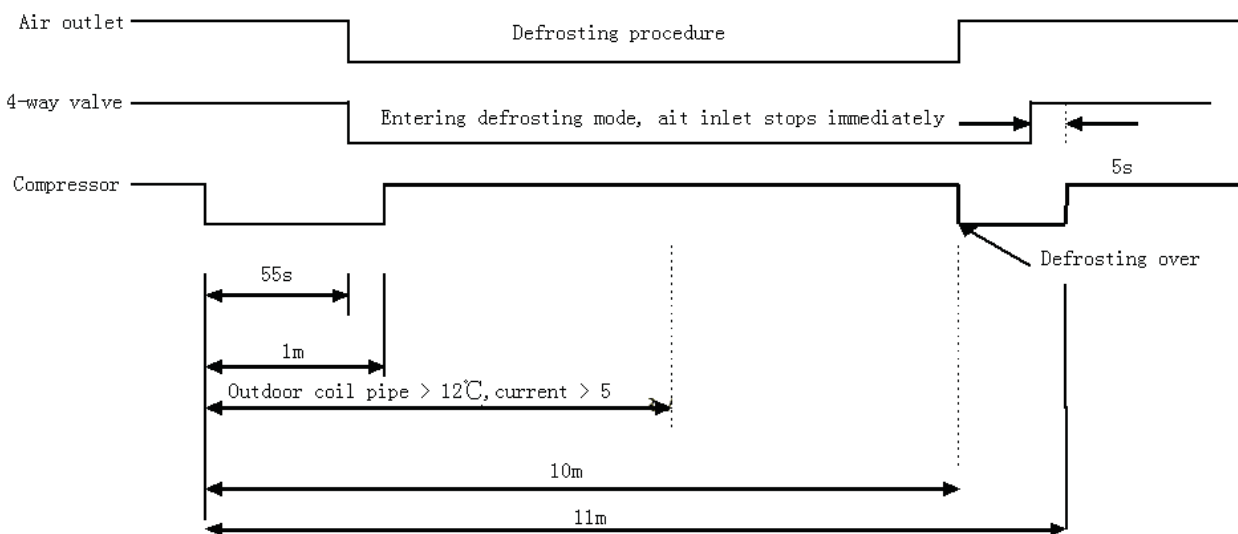 Air outlet
Defrosting procedure
4-way valve
Entering defrosting mode, ait inlet stops immediately
Compressor
5s
Defrosting over
55s
1m
Outdoor coil pipe > 12℃, current > 5
10m
11m